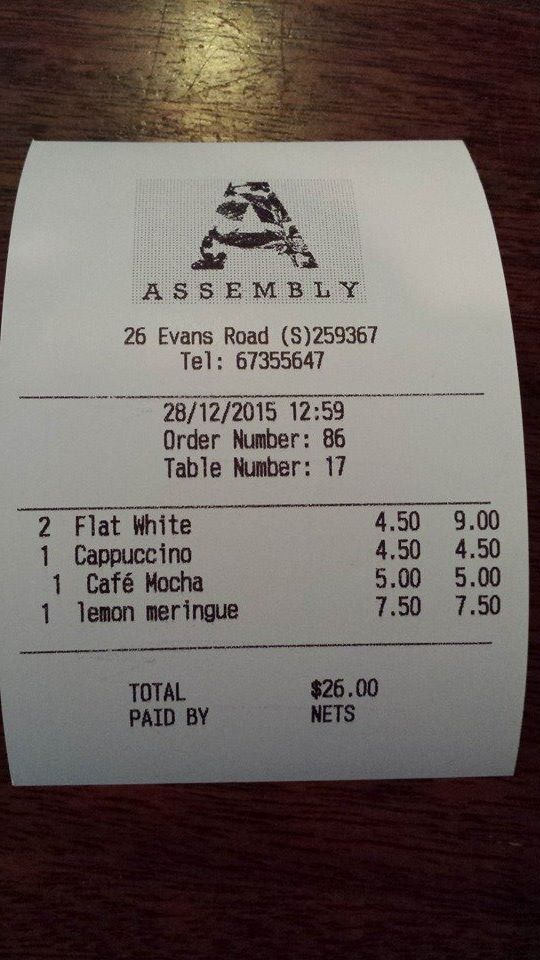 A
ASSEMBLY
26 Evans Road (S)259367
Tel: 67355647
28/12/2015 12:59
Order Number: 86
Table Number: 17
2 Flat White 4.50 9.00
1 Cappuccino 4.50 4.50
1 Café Mocha 5.00 5.00
1 lemon meringue 7.50 7.50
TOTAL $26.00
PAID BY NETS